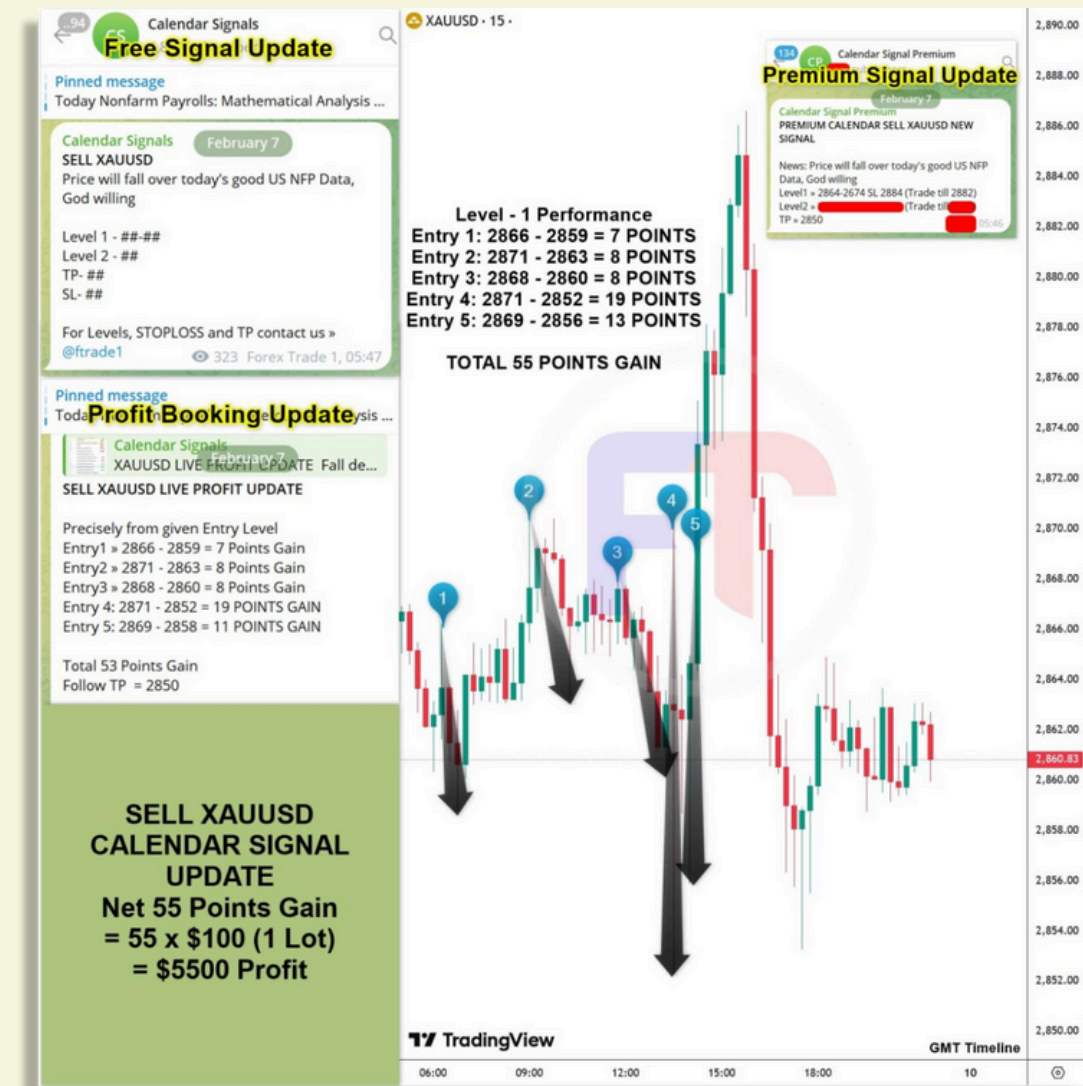 ..94
CS
Calendar Signals
Free Signal Update
Pinned message
Today Nonfarm Payrolls: Mathematical Analysis ...
Calendar Signals
February 7
SELL XAUUSD
Price will fall over today's good US NFP Data,
God willing
Level 1 - ##-##
Level 2 - ##
TP- ##
SL- ##
For Levels, STOPLOSS and TP contact us »
@ftrade1
323 Forex Trade 1, 05:47
Pinned message
Toda ysis ...
Profit Booking Update
Calendar Signals
February 7
XAUUSD LIVE PROFIT UPDATE Fall de...
SELL XAUUSD LIVE PROFIT UPDATE
Precisely from given Entry Level
Entry1 » 2866 - 2859 = 7 Points Gain
Entry2 » 2871 - 2863 = 8 Points Gain
Entry3 » 2868 - 2860 = 8 Points Gain
Entry 4: 2871 - 2852 = 19 POINTS GAIN
Entry 5: 2869 - 2858 = 11 POINTS GAIN
Total 53 Points Gain
Follow TP = 2850
SELL XAUUSD
CALENDAR SIGNAL
UPDATE
Net 55 Points Gain
= 55 x $100 (1 Lot)
= $5500 Profit
XAUUSD · 15 ·
Level - 1 Performance
Entry 1: 2866 - 2859 = 7 POINTS
Entry 2: 2871 - 2863 = 8 POINTS
Entry 3: 2868 - 2860 = 8 POINTS
Entry 4: 2871 - 2852 = 19 POINTS
Entry 5: 2869 - 2856 = 13 POINTS
TOTAL 55 POINTS GAIN
134
CP
Calendar Signal Premium
Premium Signal Update
February 7
Calendar Signal Premium
PREMIUM CALENDAR SELL XAUUSD NEW
SIGNAL
News: Price will fall over today's good US NFP
Data, God willing
Level1 » 2864-2674 SL 2884 (Trade till 2882)
Level2 » (Trade till
TP » 2850
05:46
1
2
3
4
5
FT
2,890.00
2,888.00
2,886.00
2,884.00
2,882.00
2,880.00
2,878.00
2,876.00
2,874.00
2,872.00
2,870.00
2,868.00
2,866.00
2,864.00
2,862.00
2,860.83
2,860.00
2,858.00
2,856.00
2,854.00
2,852.00
2,850.00
TradingView
GMT Timeline
06:00
09:00
12:00
15:00
18:00
10